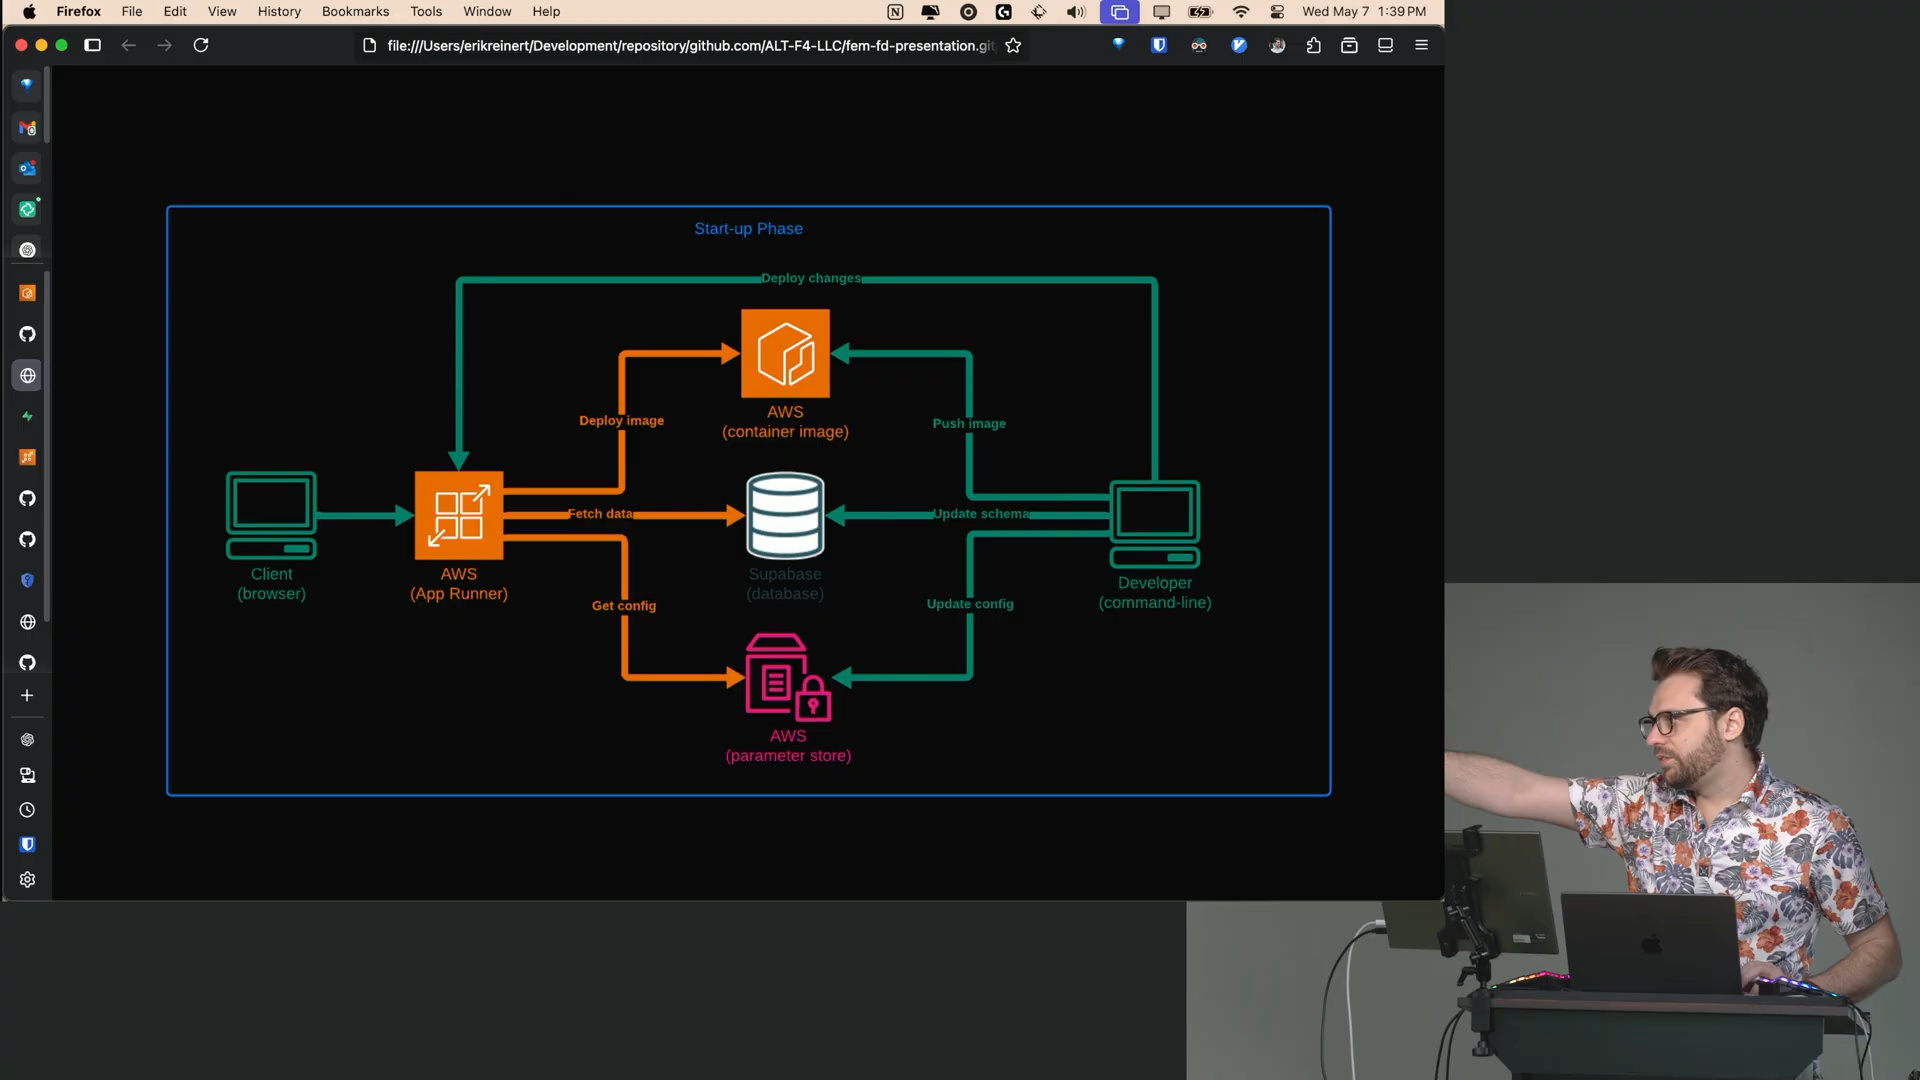 Firefox File Edit View History Bookmarks Tools Window Help Wed May 7 1:39 PM
file:///Users/erikreinert/Development/repository/github.com/ALT-F4-LLC/fem-fd-presentation.git
Start-up Phase
Deploy changes
AWS
(container image)
Deploy image
Push image
Fetch data
Update schema
Client
(browser)
AWS
(App Runner)
Supabase
(database)
Developer
(command-line)
Get config
Update config
AWS
(parameter store)